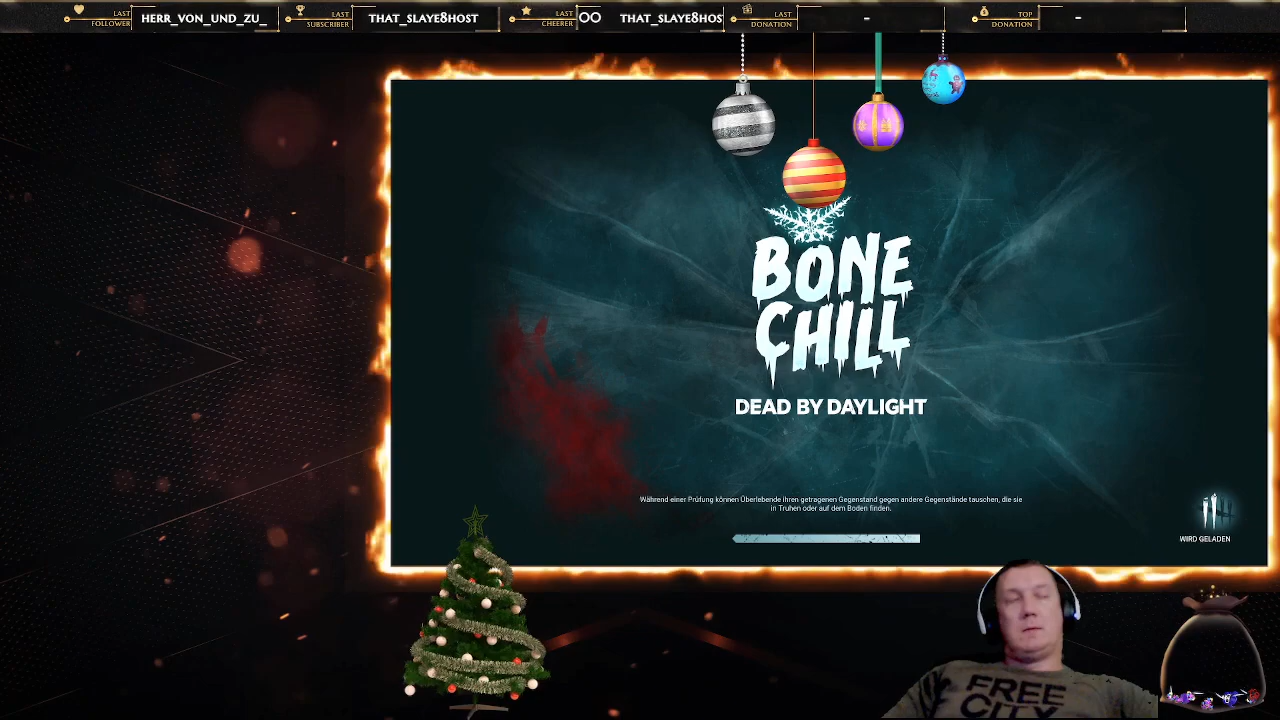 LAST FOLLOWER
HERR_VON_UND_ZU_
LAST SUBSCRIBER
THAT_SLAYE8HOST
LAST CHEERER
THAT_SLAYE8HOS
LAST DONATION
-
TOP DONATION
-
BONE
CHILL
DEAD BY DAYLIGHT
Während einer Prüfung können Überlebende ihren getragenen Gegenstand gegen andere Gegenstände tauschen, die sie
in Truhen oder auf dem Boden finden.
WIRD GELADEN
FREE
CITY